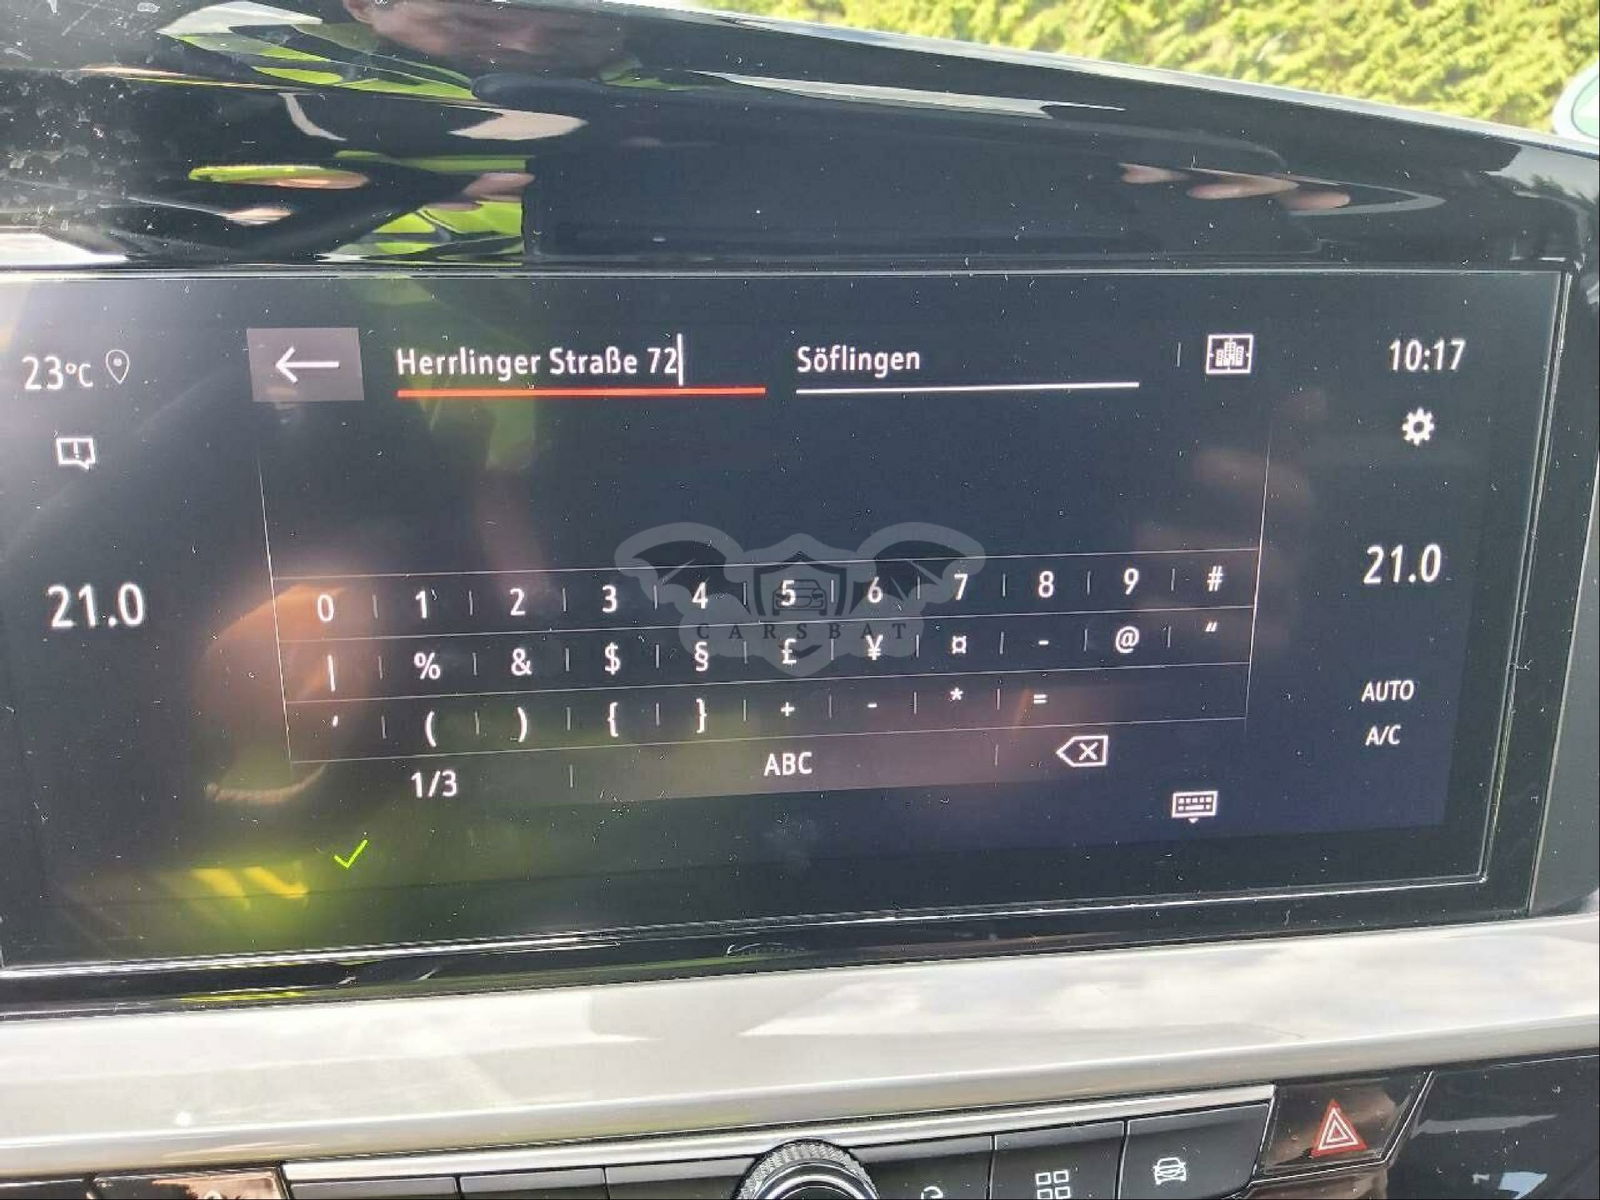 23°C
Herrlinger Straße 72
Söflingen
10:17
21.0
21.0
0 1 2 3 4 5 6 7 8 9 #
| % & $ § £ ¥ ¤ - @ “
' ( ) { } + - * =
1/3 ABC
AUTO
A/C
CARSBAT